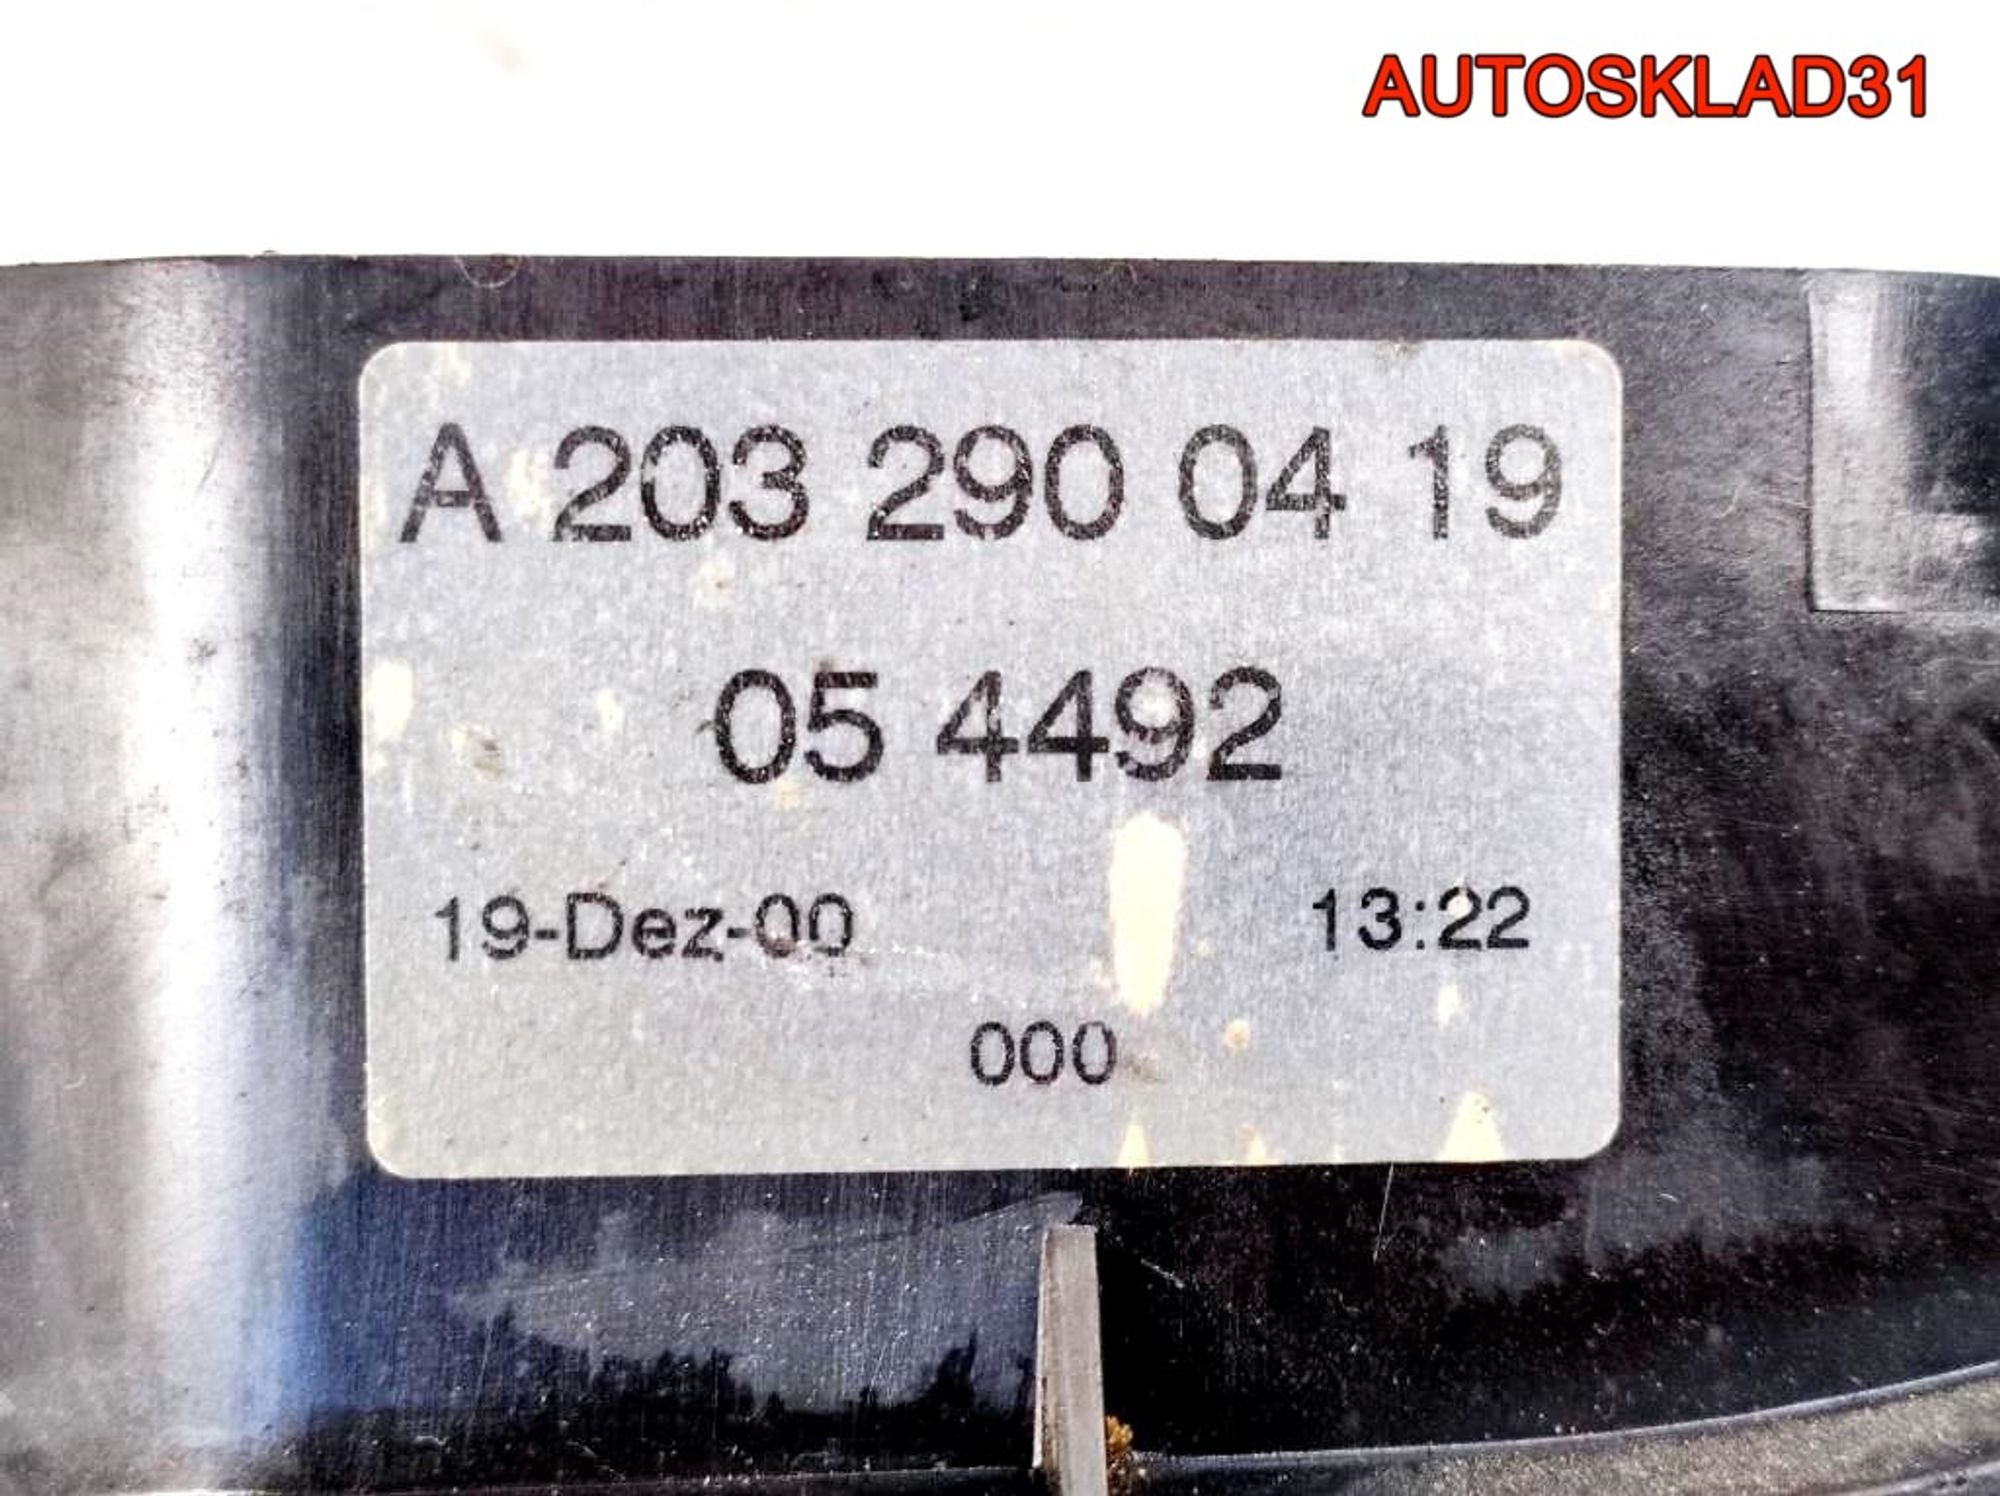 AUTOSKLAD31
A 203 290 04 19
05 4492
19-Dez-00 13:22
000